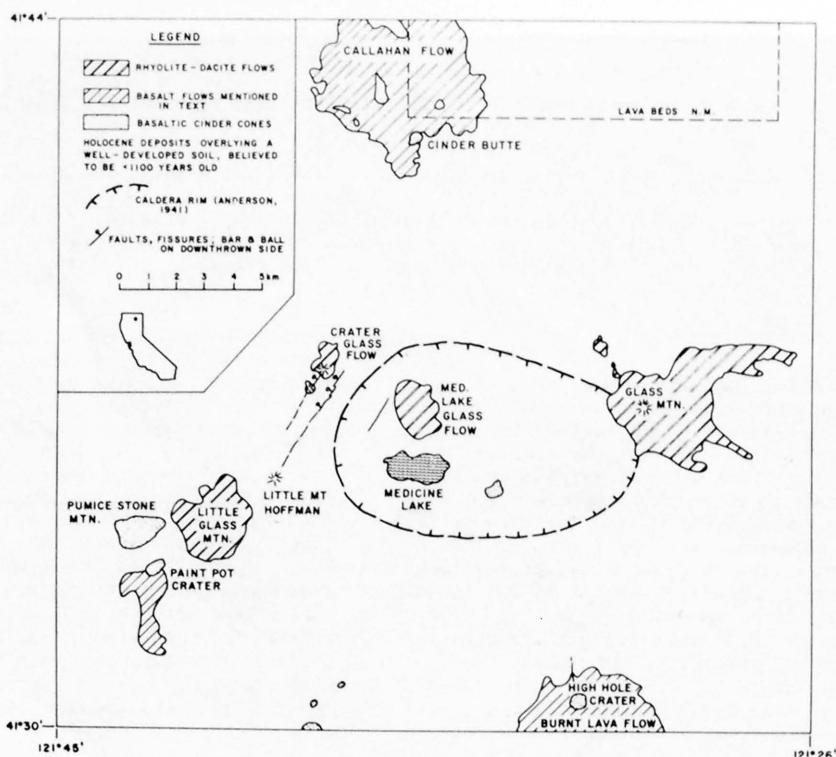 41°44'
LEGEND
RHYOLITE-DACITE FLOWS
BASALT FLOWS MENTIONED
IN TEXT
BASALTIC CINDER CONES
HOLOCENE DEPOSITS OVERLYING A
WELL-DEVELOPED SOIL, BELIEVED
TO BE <1100 YEARS OLD
CALDERA RIM (ANDERSON,
1941)
FAULTS, FISSURES; BAR & BALL
ON DOWNTHROWN SIDE
0 1 2 3 4 5 km
CALLAHAN FLOW
LAVA BEDS N.M.
CINDER BUTTE
CRATER
GLASS
FLOW
MED.
LAKE
GLASS
FLOW
GLASS
MTN.
MEDICINE
LAKE
LITTLE MT
HOFFMAN
PUMICE STONE
MTN.
LITTLE
GLASS
MTN.
PAINT POT
CRATER
HIGH HOLE
CRATER
BURNT LAVA FLOW
41°30'
121°45'
121°26'